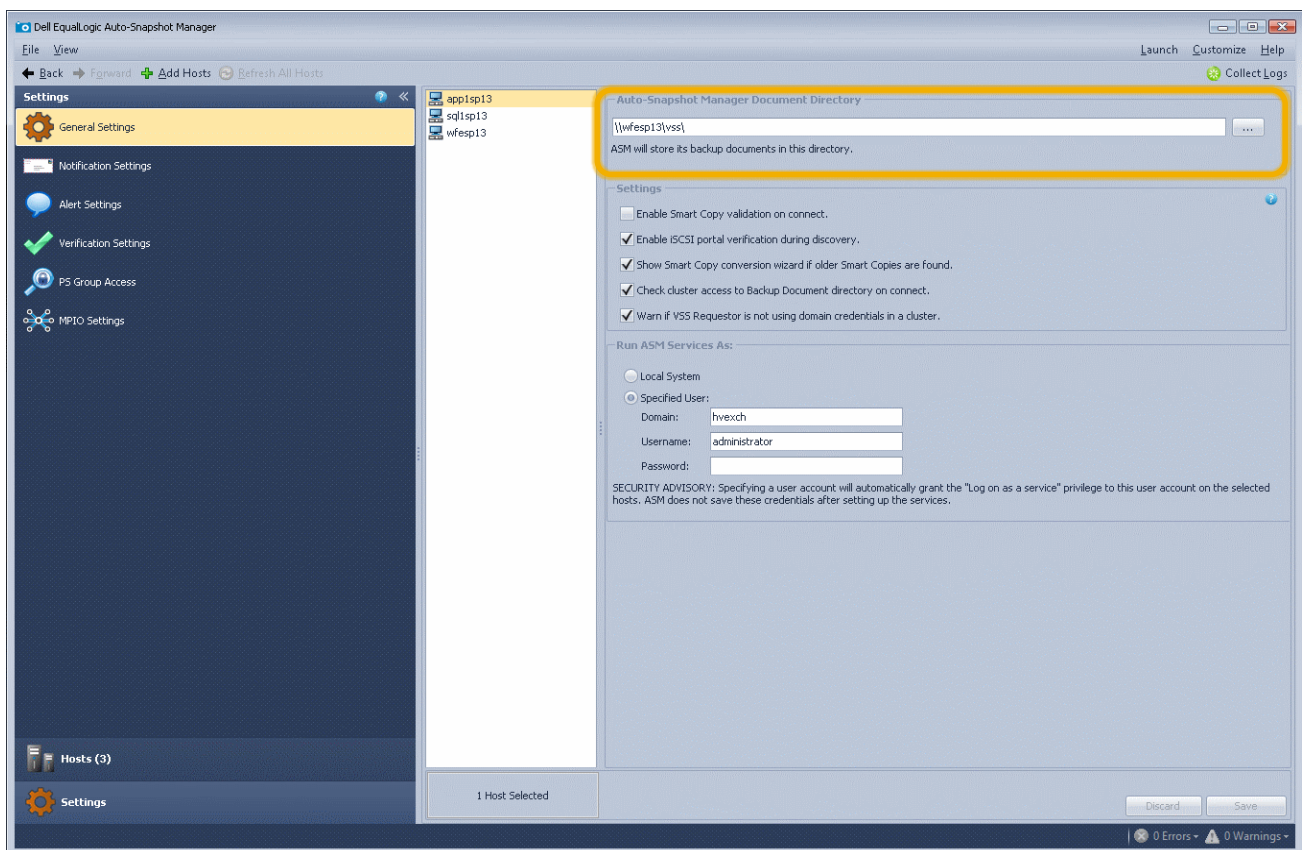 Dell EqualLogic Auto-Snapshot Manager
File View Launch Customize Help
Back Forward Add Hosts Refresh All Hosts Collect Logs
Settings
General Settings
Notification Settings
Alert Settings
Verification Settings
PS Group Access
MPIO Settings
Hosts (3)
Settings
app1sp13
sql1sp13
wfesp13
1 Host Selected
Auto-Snapshot Manager Document Directory
\\wfesp13\vss\ ...
ASM will store its backup documents in this directory.
Settings
Enable Smart Copy validation on connect.
Enable iSCSI portal verification during discovery.
Show Smart Copy conversion wizard if older Smart Copies are found.
Check cluster access to Backup Document directory on connect.
Warn if VSS Requestor is not using domain credentials in a cluster.
Run ASM Services As:
Local System
Specified User:
Domain: hvexch
Username: administrator
Password:
SECURITY ADVISORY: Specifying a user account will automatically grant the "Log on as a service" privilege to this user account on the selected
hosts. ASM does not save these credentials after setting up the services.
Discard Save
0 Errors 0 Warnings